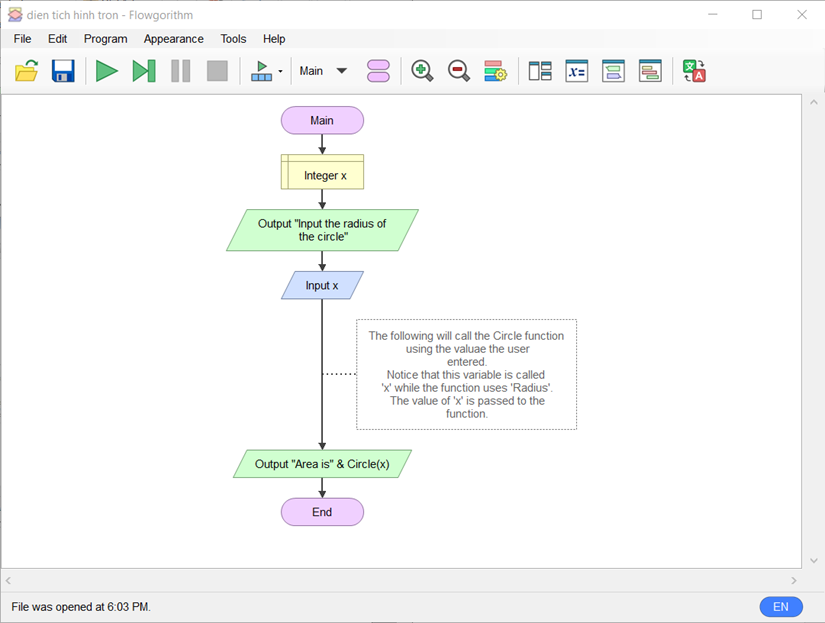 dien tich hinh tron - Flowgorithm
File Edit Program Appearance Tools Help
Main
x=
A
Main
Integer x
Output "Input the radius of
the circle"
Input x
The following will call the Circle function
using the valuae the user
entered.
Notice that this variable is called
'x' while the function uses 'Radius'.
The value of 'x' is passed to the
function.
Output "Area is" & Circle(x)
End
File was opened at 6:03 PM.
EN